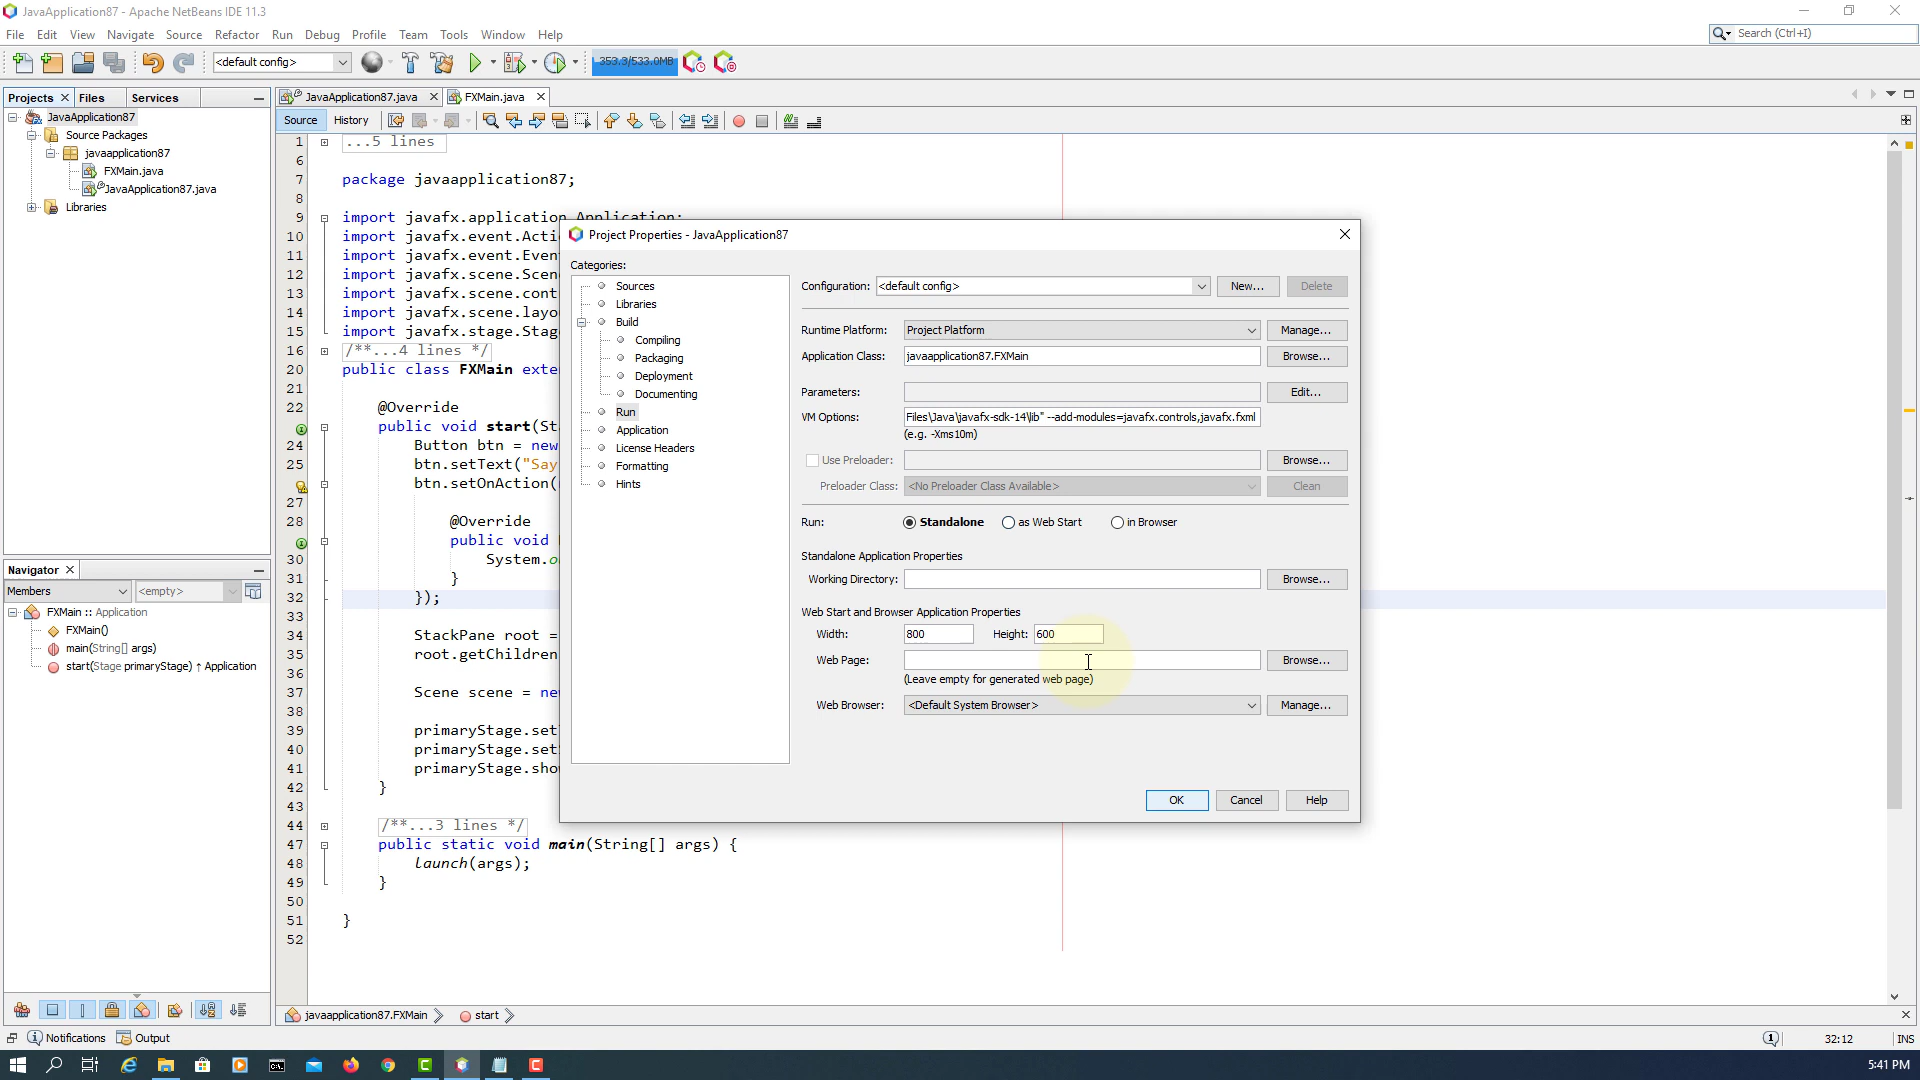 JavaApplication87 - Apache NetBeans IDE 11.3
File Edit View Navigate Source Refactor Run Debug Profile Team Tools Window Help
Search (Ctrl+I)
<default config>
353.3/533.0MB
Projects Files Services
JavaApplication87
Source Packages
javaapplication87
FXMain.java
JavaApplication87.java
Libraries
JavaApplication87.java FXMain.java
Source History
1 ...5 lines
6
7 package javaapplication87;
8
9 import javafx.application.Application;
10 import javafx.event.Acti
11 import javafx.event.Even
12 import javafx.scene.Scen
13 import javafx.scene.cont
14 import javafx.scene.layo
15 import javafx.stage.Stag
16 /**...4 lines */
20 public class FXMain exte
21
22 @Override
public void start(St
24 Button btn = new
25 btn.setText("Say
btn.setOnAction(
27
28 @Override
public void
30 System.o
31 }
32 });
33
34 StackPane root =
35 root.getChildren
36
37 Scene scene = ne
38
39 primaryStage.set
40 primaryStage.set
41 primaryStage.sho
42 }
43
44 /**...3 lines */
47 public static void main(String[] args) {
48 launch(args);
49 }
50
51 }
52
Project Properties - JavaApplication87
Categories:
Sources
Libraries
Build
Compiling
Packaging
Deployment
Documenting
Run
Application
License Headers
Formatting
Hints
Configuration: <default config> New... Delete
Runtime Platform: Project Platform Manage...
Application Class: javaapplication87.FXMain Browse...
Parameters: Edit...
VM Options: Files\Java\javafx-sdk-14\lib" --add-modules=javafx.controls,javafx.fxml
(e.g. -Xms10m)
Use Preloader: Browse...
Preloader Class: <No Preloader Class Available> Clean
Run: Standalone as Web Start in Browser
Standalone Application Properties
Working Directory: Browse...
Web Start and Browser Application Properties
Width: 800 Height: 600
Web Page: Browse...
(Leave empty for generated web page)
Web Browser: <Default System Browser> Manage...
OK Cancel Help
Navigator
Members <empty>
FXMain :: Application
FXMain()
main(String[] args)
start(Stage primaryStage) ↑ Application
javaapplication87.FXMain start
Notifications Output
1 32:12 INS
5:41 PM